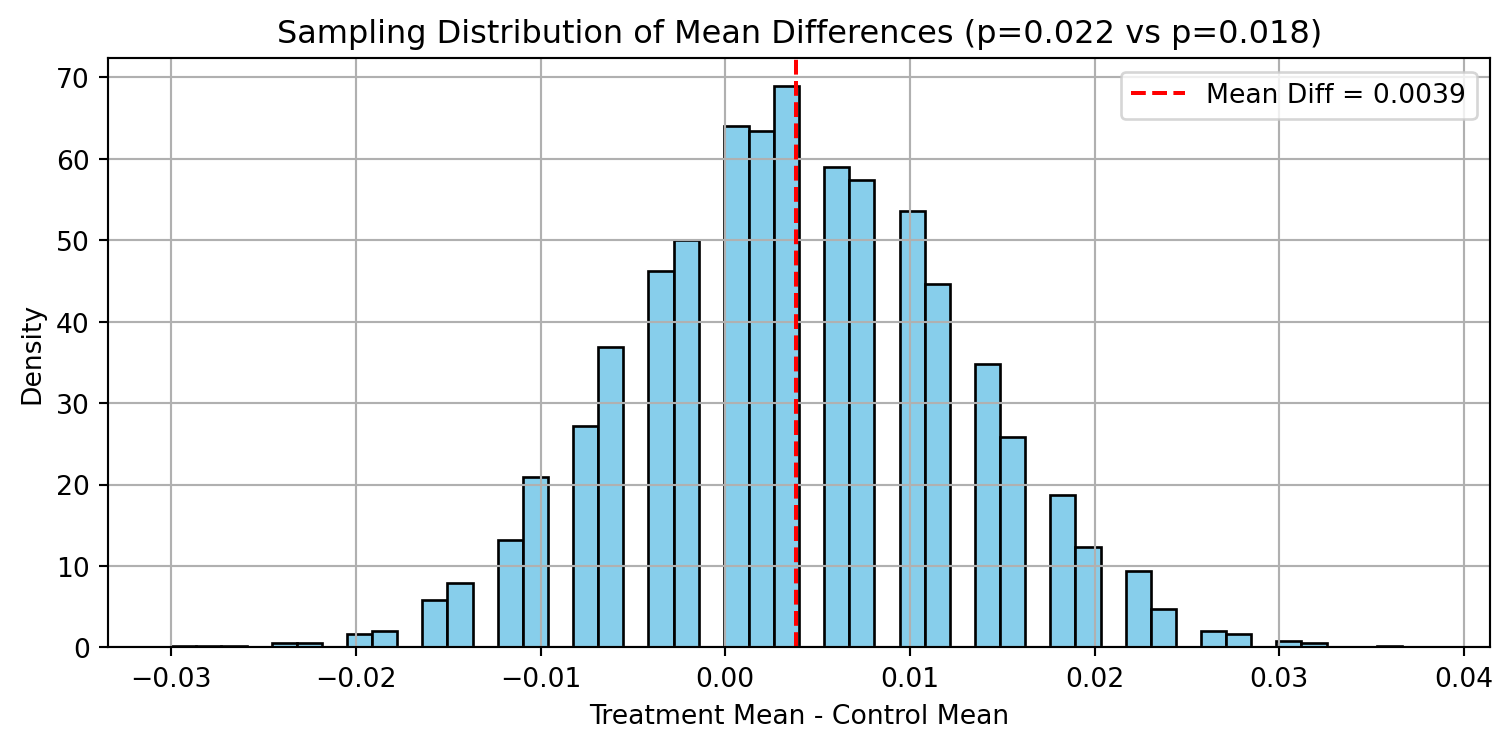 Sampling Distribution of Mean Differences (p=0.022 vs p=0.018)
Mean Diff = 0.0039
Density
70
60
50
40
30
20
10
0
−0.03 −0.02 −0.01 0.00 0.01 0.02 0.03 0.04
Treatment Mean - Control Mean